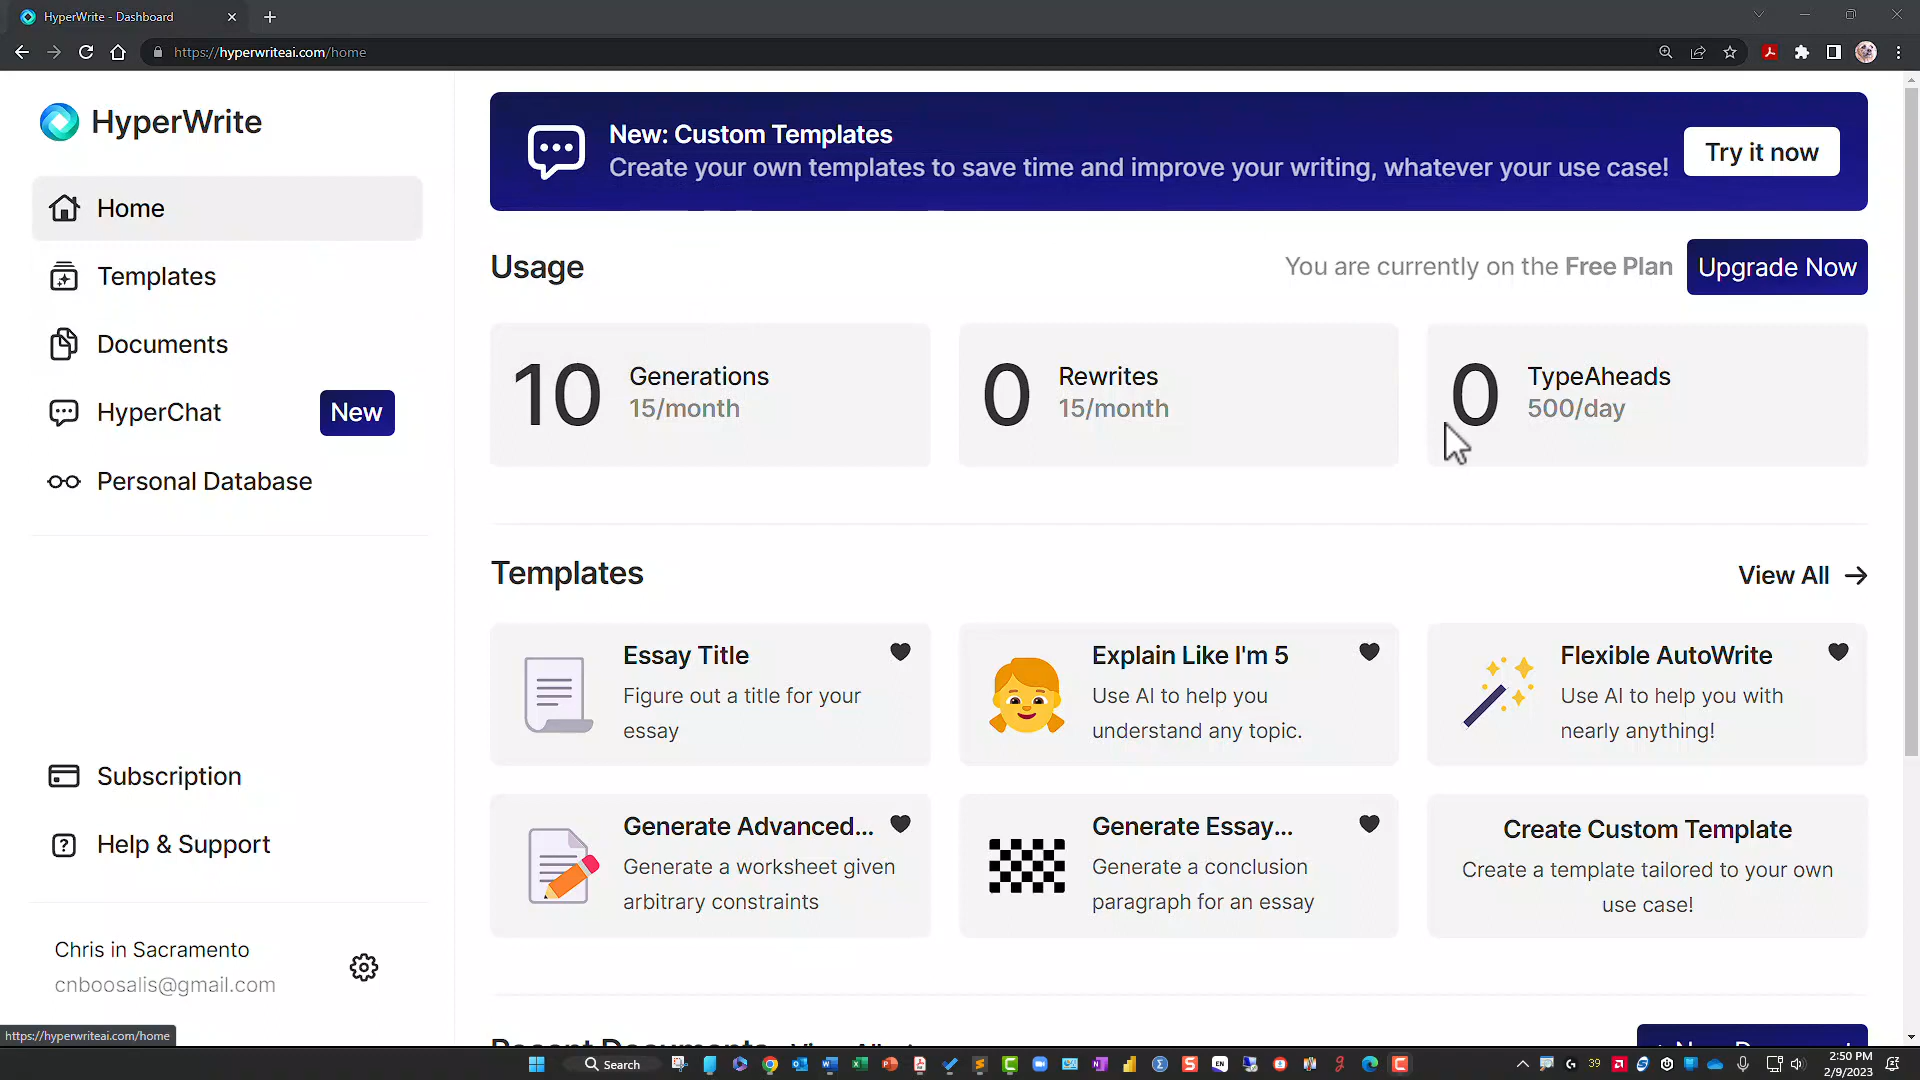 HyperWrite - Dashboard
https://hyperwriteai.com/home
HyperWrite
Home
Templates
Documents
HyperChat
New
Personal Database
Subscription
Help & Support
Chris in Sacramento
cnboosalis@gmail.com
https://hyperwriteai.com/home
New: Custom Templates
Create your own templates to save time and improve your writing, whatever your use case!
Try it now
Usage
You are currently on the Free Plan
Upgrade Now
10
Generations
15/month
0
Rewrites
15/month
0
TypeAheads
500/day
Templates
View All
Essay Title
Figure out a title for your
essay
Explain Like I'm 5
Use AI to help you
understand any topic.
Flexible AutoWrite
Use AI to help you with
nearly anything!
Generate Advanced...
Generate a worksheet given
arbitrary constraints
Generate Essay...
Generate a conclusion
paragraph for an essay
Create Custom Template
Create a template tailored to your own
use case!
Recent Documents
Search
39
2:50 PM
2/9/2023